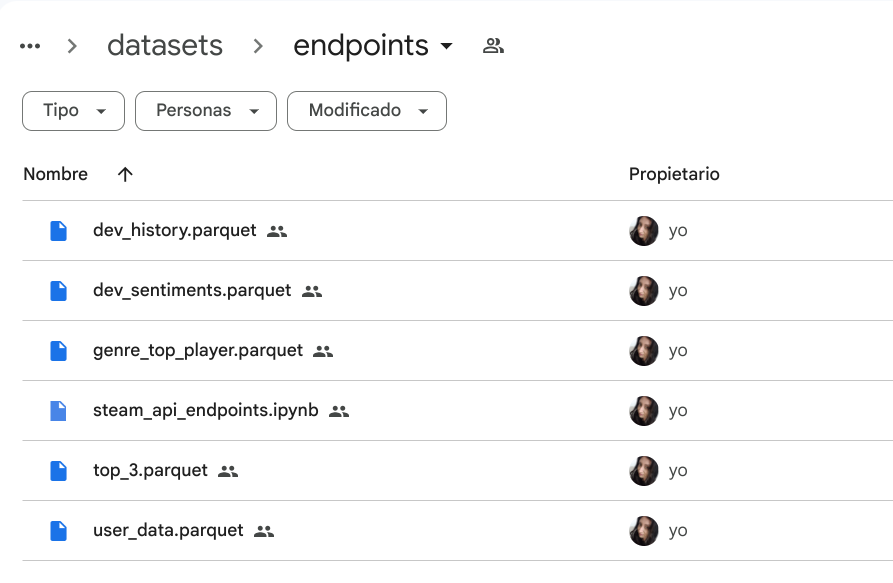 ... > datasets > endpoints
Tipo Personas Modificado
Nombre Propietario
dev_history.parquet yo
dev_sentiments.parquet yo
genre_top_player.parquet yo
steam_api_endpoints.ipynb yo
top_3.parquet yo
user_data.parquet yo